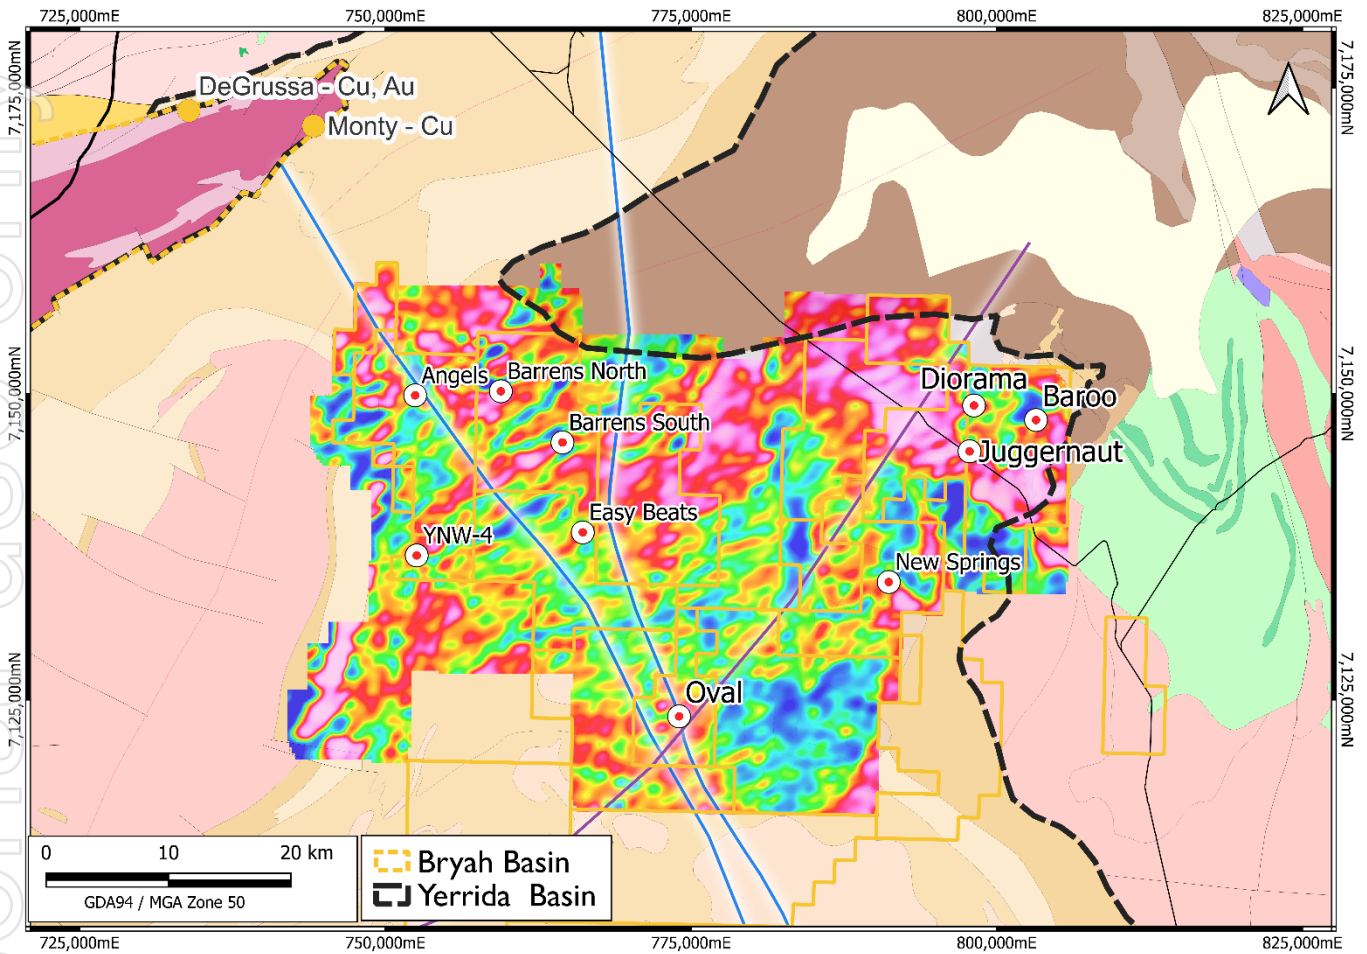 725,000mE 750,000mE 775,000mE 800,000mE 825,000mE
7,175,000mN
7,175,000mN
DeGrussa - Cu, Au
Monty - Cu
7,150,000mN
7,150,000mN
Angels
Barrens North
Diorama
Baroo
Barrens South
Juggernaut
Easy Beats
YNW-4
New Springs
7,125,000mN
7,125,000mN
Oval
0 10 20 km
GDA94 / MGA Zone 50
Bryah Basin
Yerrida Basin
725,000mE 750,000mE 775,000mE 800,000mE 825,000mE